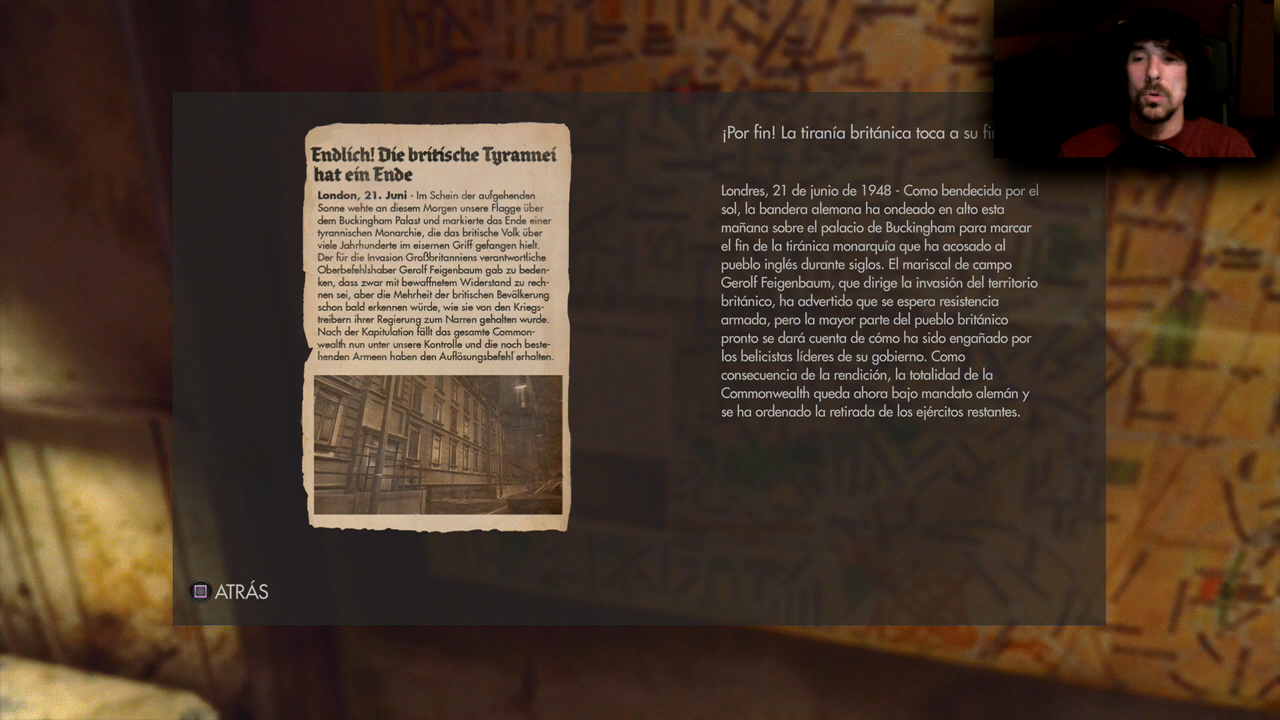 Endlich! Die britische Tyrannei
hat ein Ende
London, 21. Juni - Im Schein der aufgehenden
Sonne wehte an diesem Morgen unsere Flagge über
dem Buckingham Palast und markierte das Ende einer
tyrannischen Monarchie, die das britische Volk über
viele Jahrhunderte im eisernen Griff gefangen hielt.
Der für die Invasion Großbritanniens verantwortliche
Oberbefehlshaber Gerolf Feigenbaum gab zu beden-
ken, dass zwar mit bewaffnetem Widerstand zu rech-
nen sei, aber die Mehrheit der britischen Bevölkerung
schon bald erkennen würde, wie sie von den Kriegs-
treibern ihrer Regierung zum Narren gehalten wurde.
Nach der Kapitulation fällt das gesamte Common-
wealth nun unter unsere Kontrolle und die noch beste-
henden Armeen haben den Auflösungsbefehl erhalten.
¡Por fin! La tiranía británica toca a su
Londres, 21 de junio de 1948 - Como bendecida por el
sol, la bandera alemana ha ondeado en alto esta
mañana sobre el palacio de Buckingham para marcar
el fin de la tiránica monarquía que ha acosado al
pueblo inglés durante siglos. El mariscal de campo
Gerolf Feigenbaum, que dirige la invasión del territorio
británico, ha advertido que se espera resistencia
armada, pero la mayor parte del pueblo británico
pronto se dará cuenta de cómo ha sido engañado por
los belicistas líderes de su gobierno. Como
consecuencia de la rendición, la totalidad de la
Commonwealth queda ahora bajo mandato alemán y
se ha ordenado la retirada de los ejércitos restantes.
ATRÁS